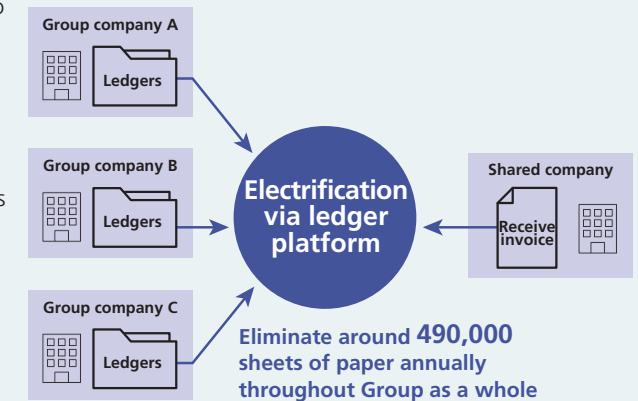 Group company A
Ledgers
Group company B
Ledgers
Group company C
Ledgers
Electrification
via ledger
platform
Shared company
Receive
invoice
Eliminate around 490,000
sheets of paper annually
throughout Group as a whole